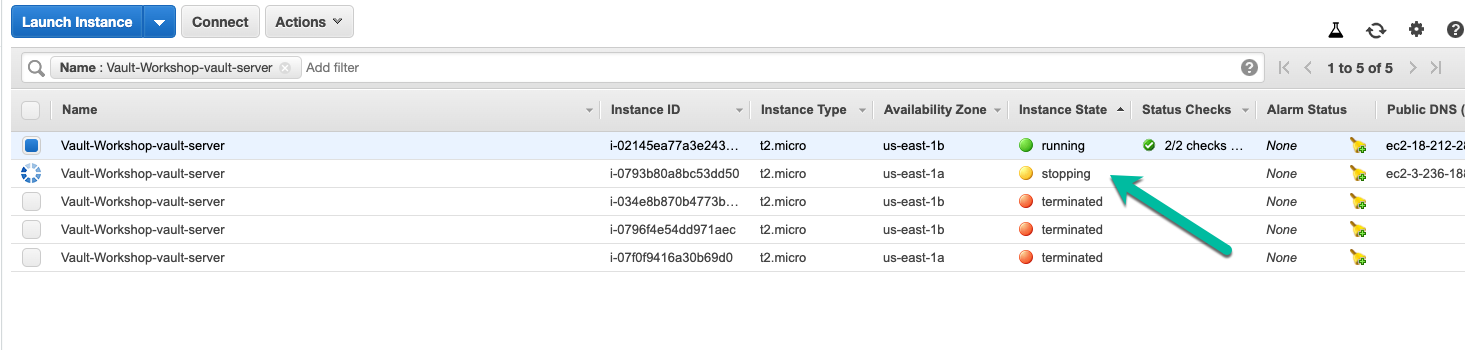 Launch Instance Connect Actions
Name : Vault-Workshop-vault-server Add filter 1 to 5 of 5
Name Instance ID Instance Type Availability Zone Instance State Status Checks Alarm Status Public DNS (
Vault-Workshop-vault-server i-02145ea77a3e243... t2.micro us-east-1b running 2/2 checks ... None ec2-18-212-28
Vault-Workshop-vault-server i-0793b80a8bc53dd50 t2.micro us-east-1a stopping None ec2-3-236-188
Vault-Workshop-vault-server i-034e8b870b4773b... t2.micro us-east-1b terminated None
Vault-Workshop-vault-server i-0796f4e54dd971aec t2.micro us-east-1b terminated None
Vault-Workshop-vault-server i-07f0f9416a30b69d0 t2.micro us-east-1a terminated None